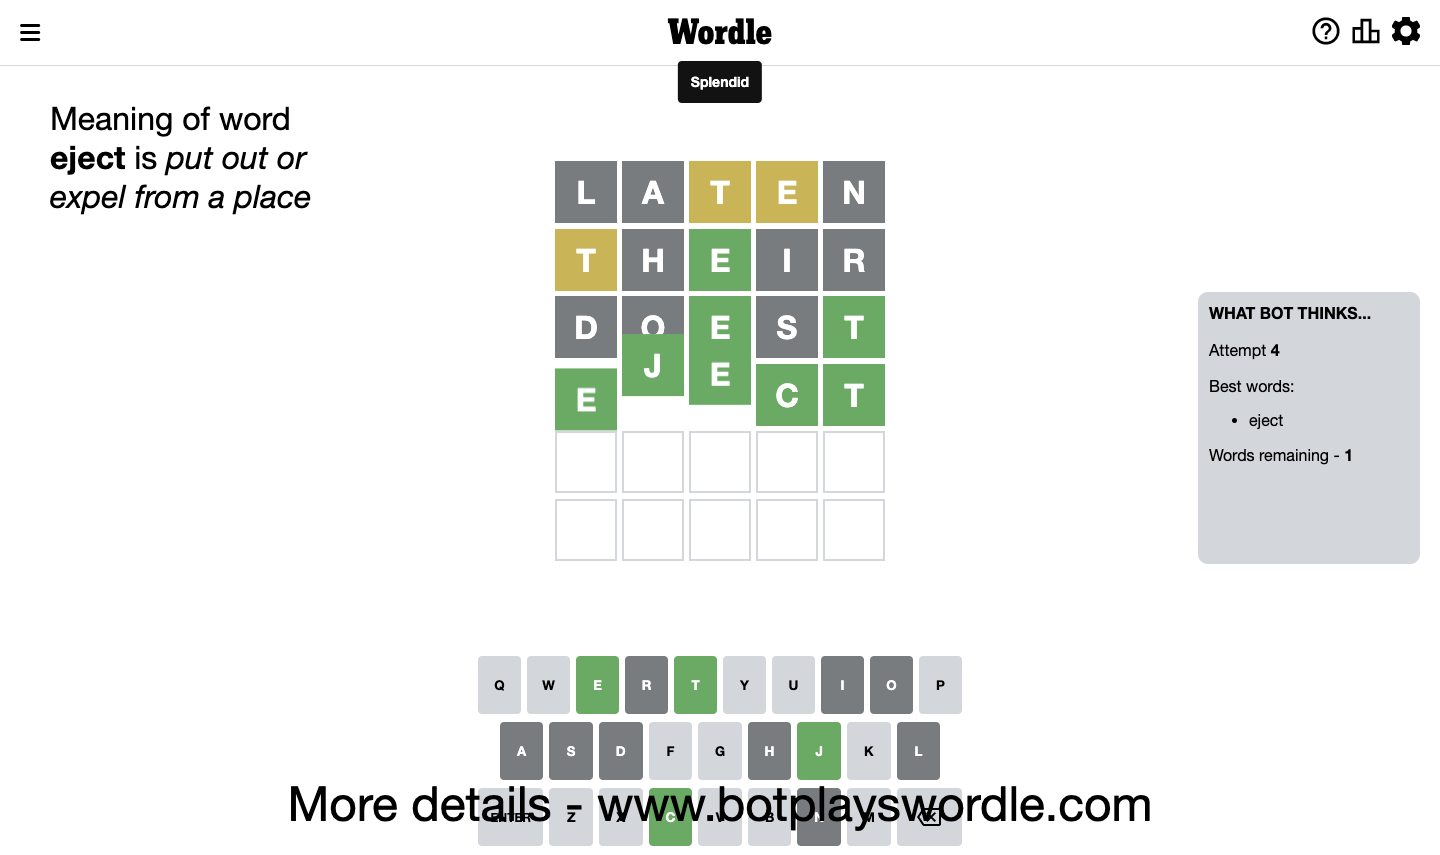 Wordle
Splendid
Meaning of word
eject is put out or
expel from a place
L A T E N
T H E I R
D O E S T
E J E C T
WHAT BOT THINKS...
Attempt 4
Best words:
eject
Words remaining - 1
Q W E R T Y U I O P
A S D F G H J K L
ENTER Z X C V B N M
More details - www.botplayswordle.com